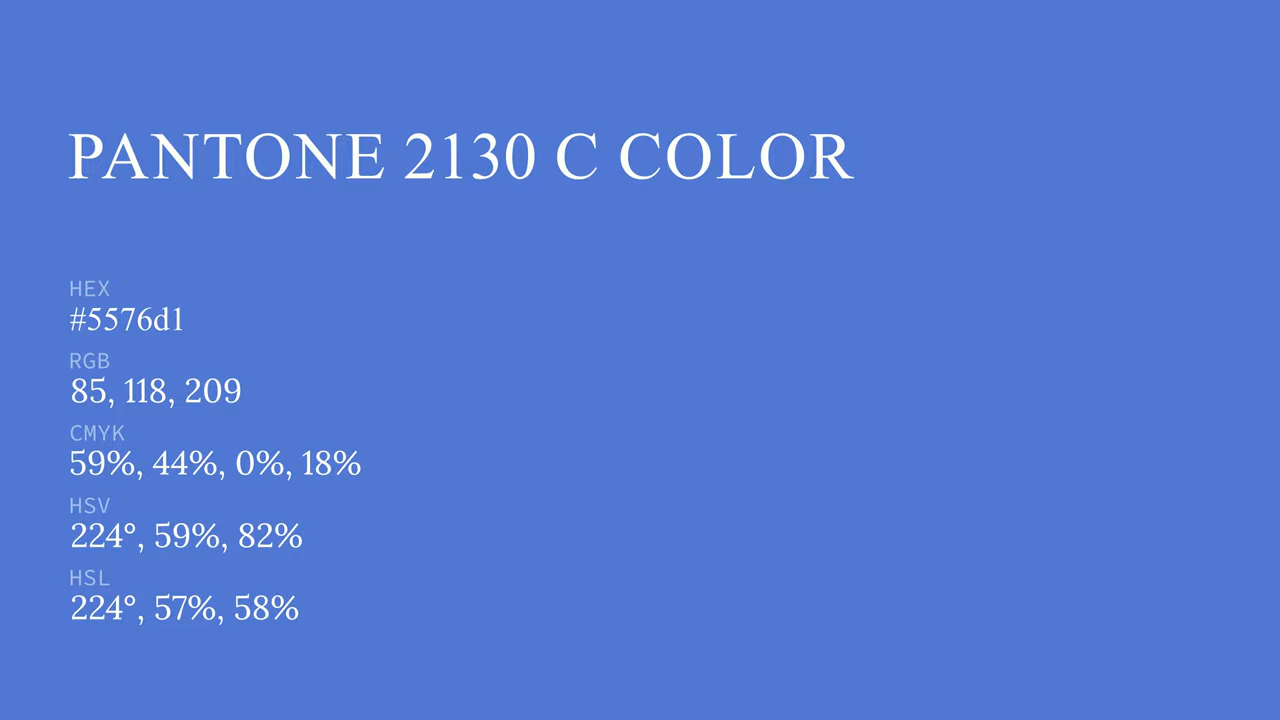 PANTONE 2130 C COLOR
HEX
#5576d1
RGB
85, 118, 209
CMYK
59%, 44%, 0%, 18%
HSV
224°, 59%, 82%
HSL
224°, 57%, 58%